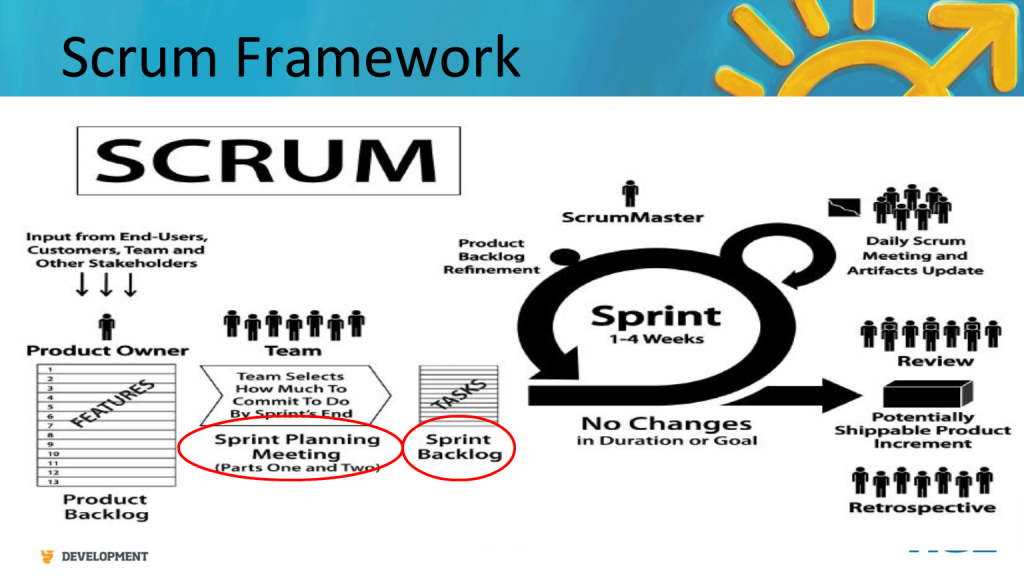 Scrum Framework
SCRUM
Input from End-Users,
Customers, Team and
Other Stakeholders
Product Owner
1
2
3
4
5
6
7
8
9
10
11
12
13
FEATURES
Product
Backlog
Team
Team Selects
How Much To
Commit To Do
By Sprint's End
Sprint Planning
Meeting
(Parts One and Two)
TASKS
Sprint
Backlog
Product
Backlog
Refinement
ScrumMaster
Sprint
1-4 Weeks
No Changes
in Duration or Goal
Daily Scrum
Meeting and
Artifacts Update
Review
Potentially
Shippable Product
Increment
Retrospective
DEVELOPMENT